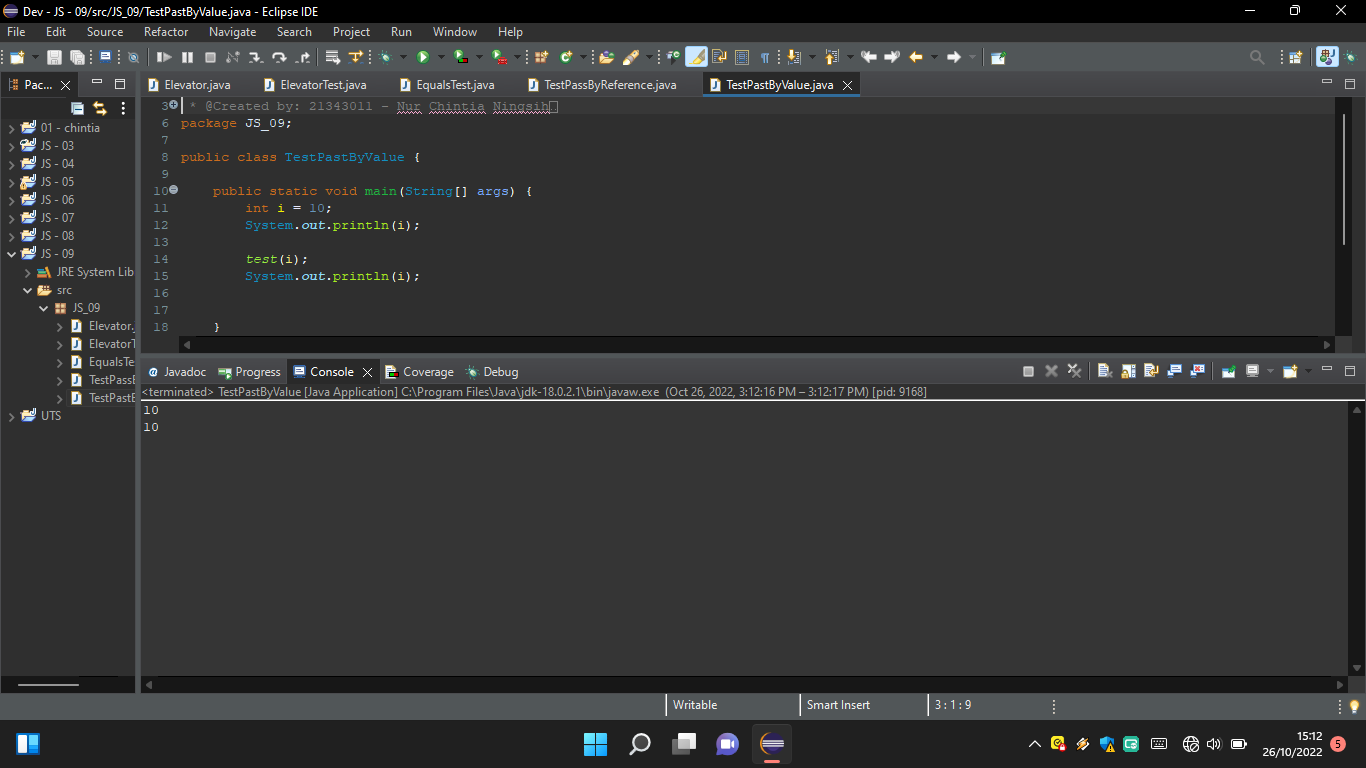 Dev - JS - 09/src/JS_09/TestPastByValue.java - Eclipse IDE
File Edit Source Refactor Navigate Search Project Run Window Help
Pac...
Elevator.java ElevatorTest.java EqualsTest.java TestPassByReference.java TestPastByValue.java
01 - chintia
JS - 03
JS - 04
JS - 05
JS - 06
JS - 07
JS - 08
JS - 09
JRE System Lib
src
JS_09
Elevator.
Elevator
EqualsTe
TestPass
TestPast
UTS
3 * @Created by: 21343011 - Nur Chintia Ningsih
6 package JS_09;
7
8 public class TestPastByValue {
9
10 public static void main(String[] args) {
11 int i = 10;
12 System.out.println(i);
13
14 test(i);
15 System.out.println(i);
16
17
18 }
Javadoc Progress Console Coverage Debug
<terminated> TestPastByValue [Java Application] C:\Program Files\Java\jdk-18.0.2.1\bin\javaw.exe (Oct 26, 2022, 3:12:16 PM – 3:12:17 PM) [pid: 9168]
10
10
Writable Smart Insert 3 : 1 : 9
15:12
26/10/2022
5